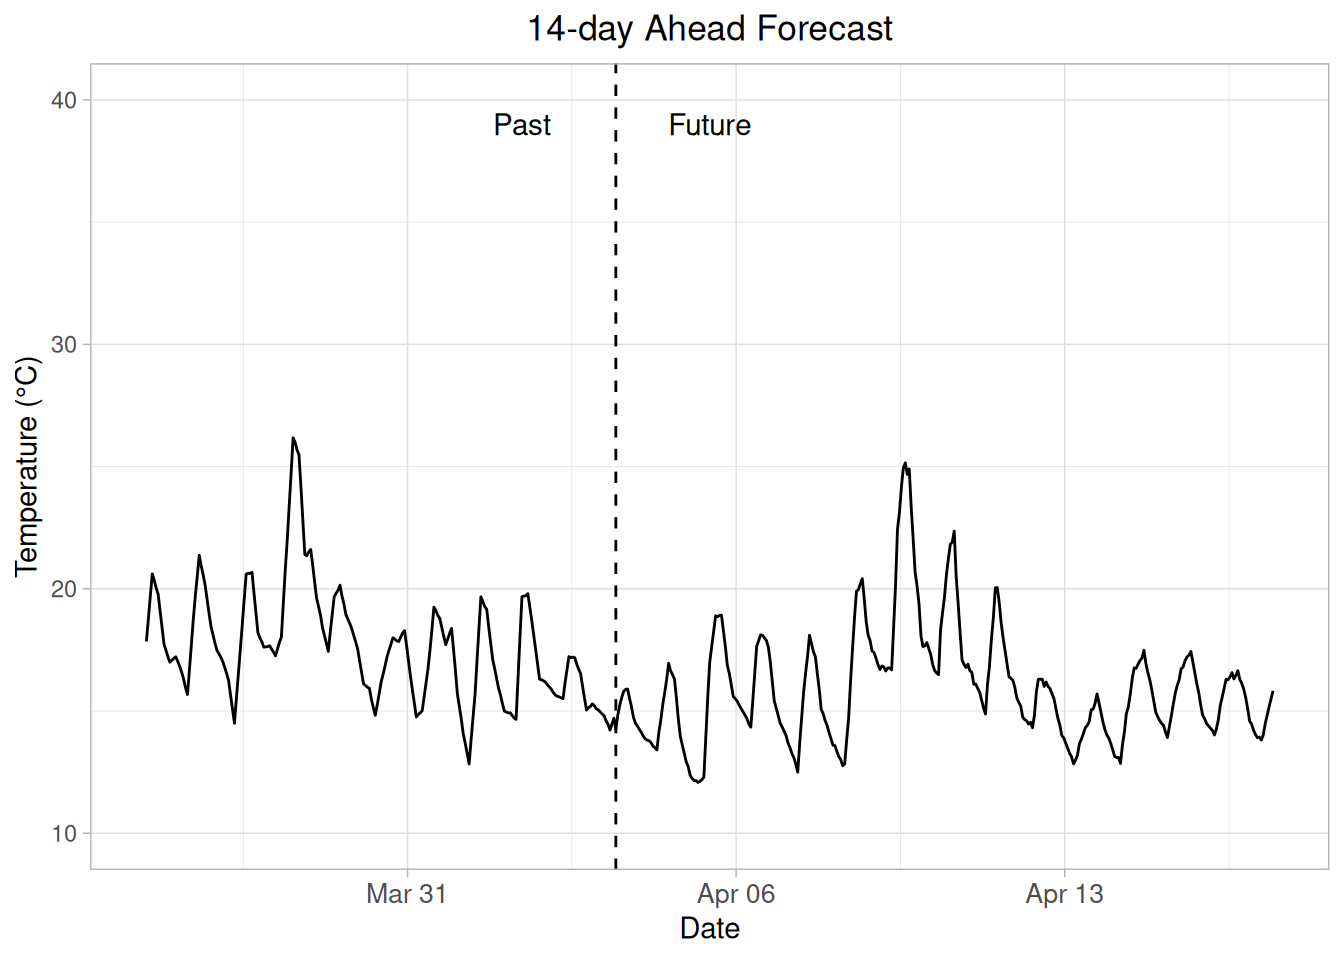 14-day Ahead Forecast
40
Past
Future
30
20
10
Temperature (°C)
Mar 31
Apr 06
Apr 13
Date